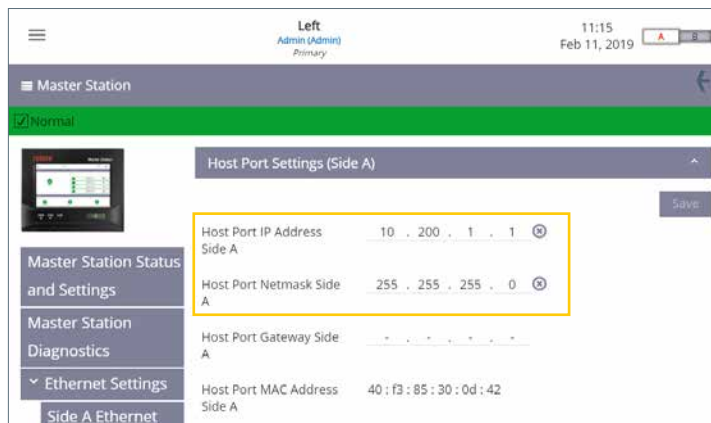 Left
Admin (Admin)
Primary
11:15
Feb 11, 2019
A B
Master Station
Normal
Host Port Settings (Side A)
Save
Host Port IP Address
Side A
10 . 200 . 1 . 1
Host Port Netmask Side
A
255 . 255 . 255 . 0
Host Port Gateway Side
A
- . - . - . -
Host Port MAC Address
Side A
40 : f3 : 85 : 30 : 0d : 42
Master Station Status
and Settings
Master Station
Diagnostics
Ethernet Settings
Side A Ethernet